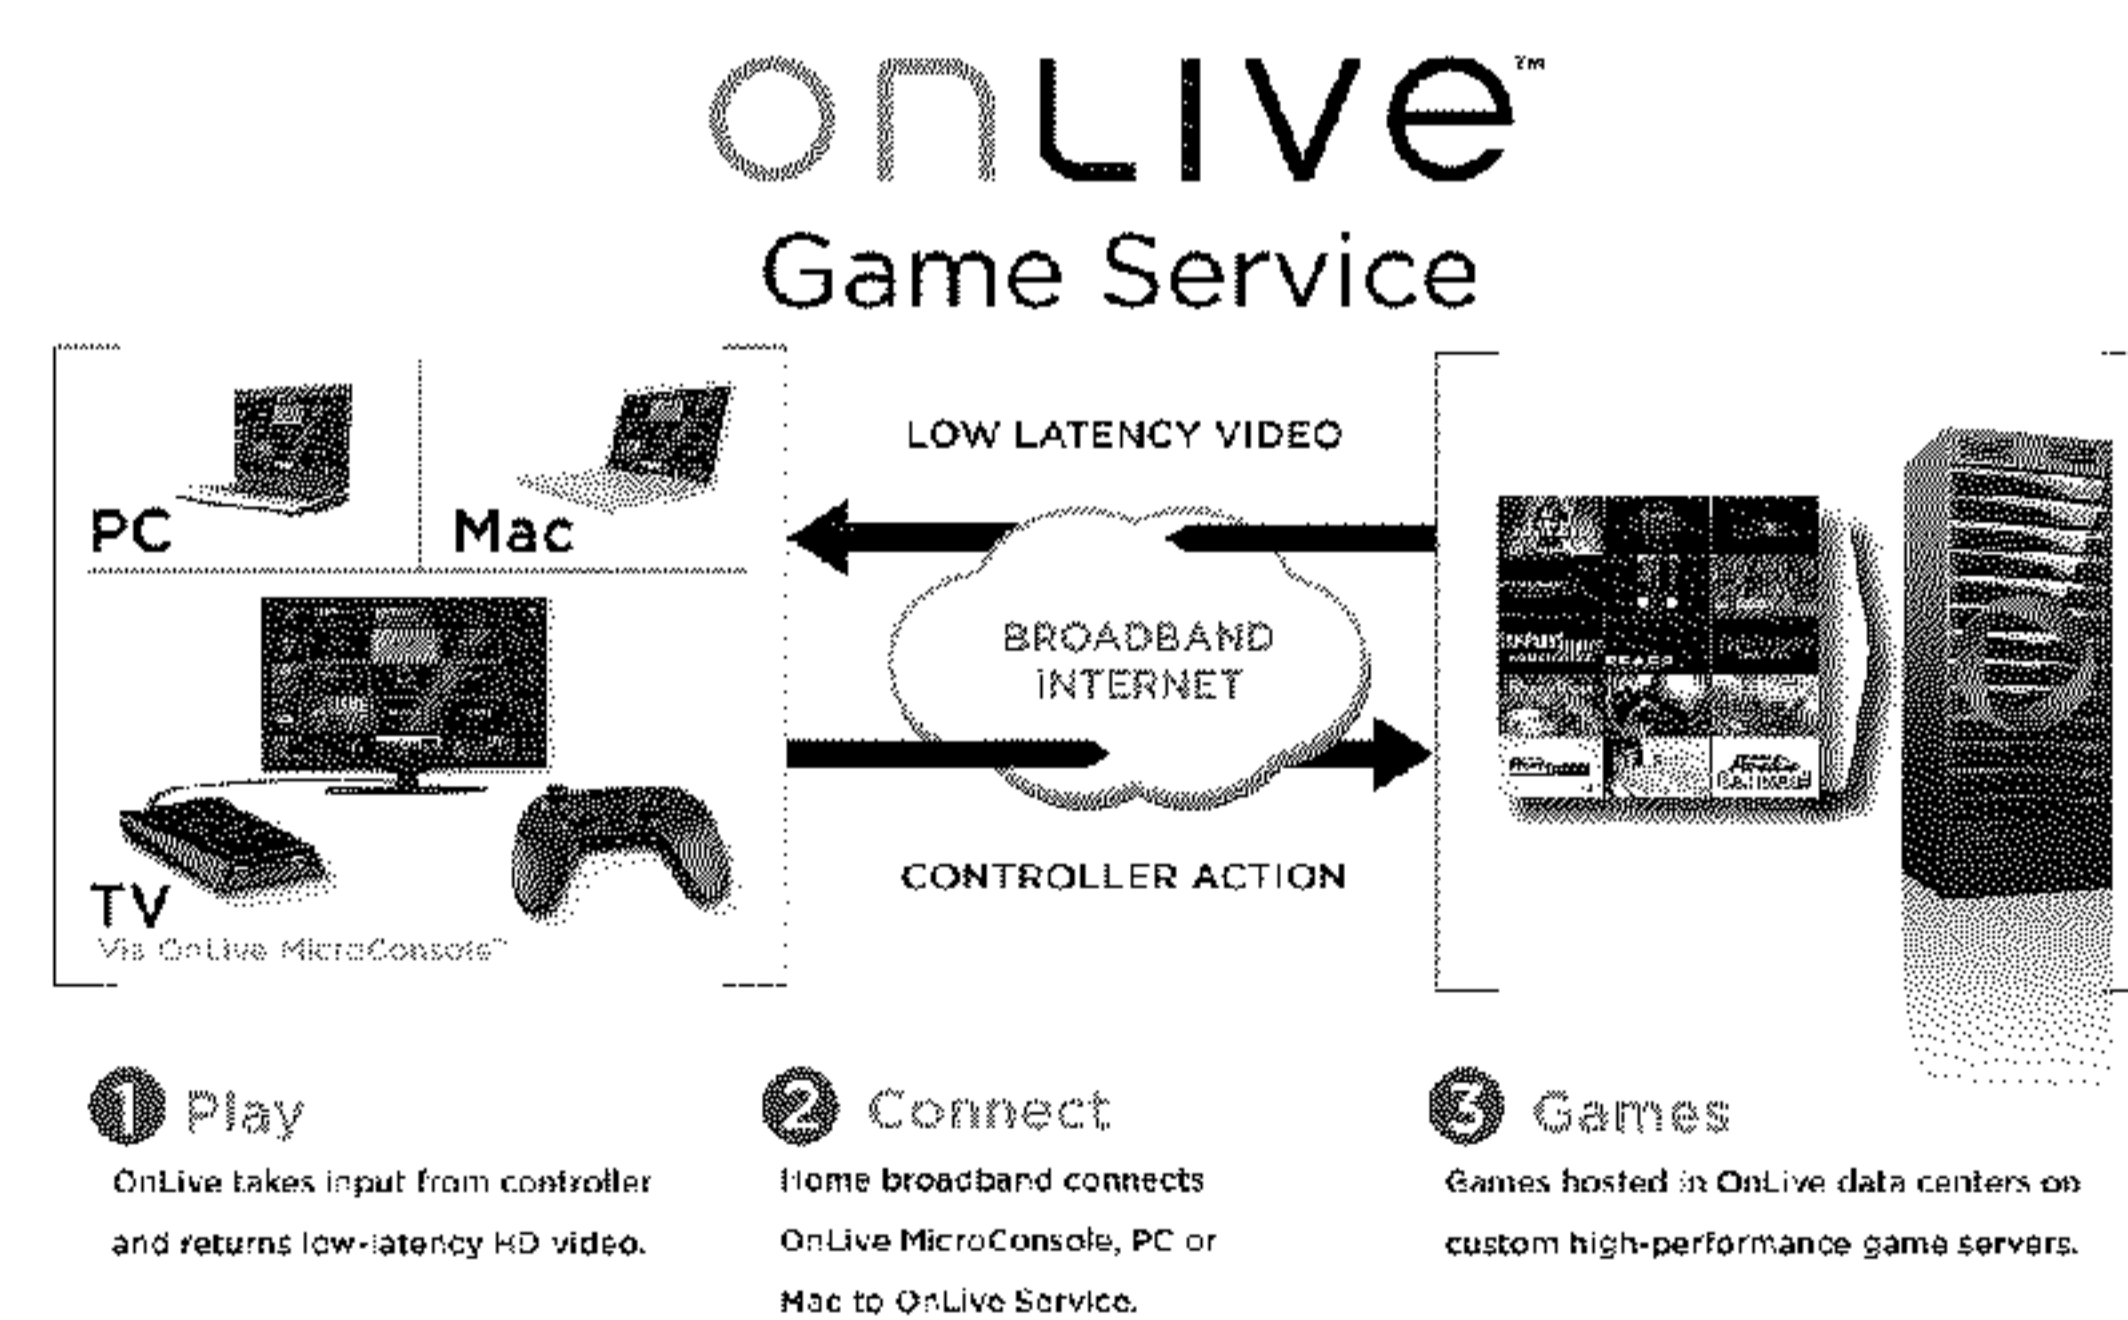 onLIVe™
Game Service
PC
Mac
TV
Via OnLive MicroConsole™
LOW LATENCY VIDEO
BROADBAND
INTERNET
CONTROLLER ACTION
1 Play
OnLive takes input from controller
and returns low-latency HD video.
2 Connect
Home broadband connects
OnLive MicroConsole, PC or
Mac to OnLive Service.
3 Games
Games hosted in OnLive data centers on
custom high-performance game servers.